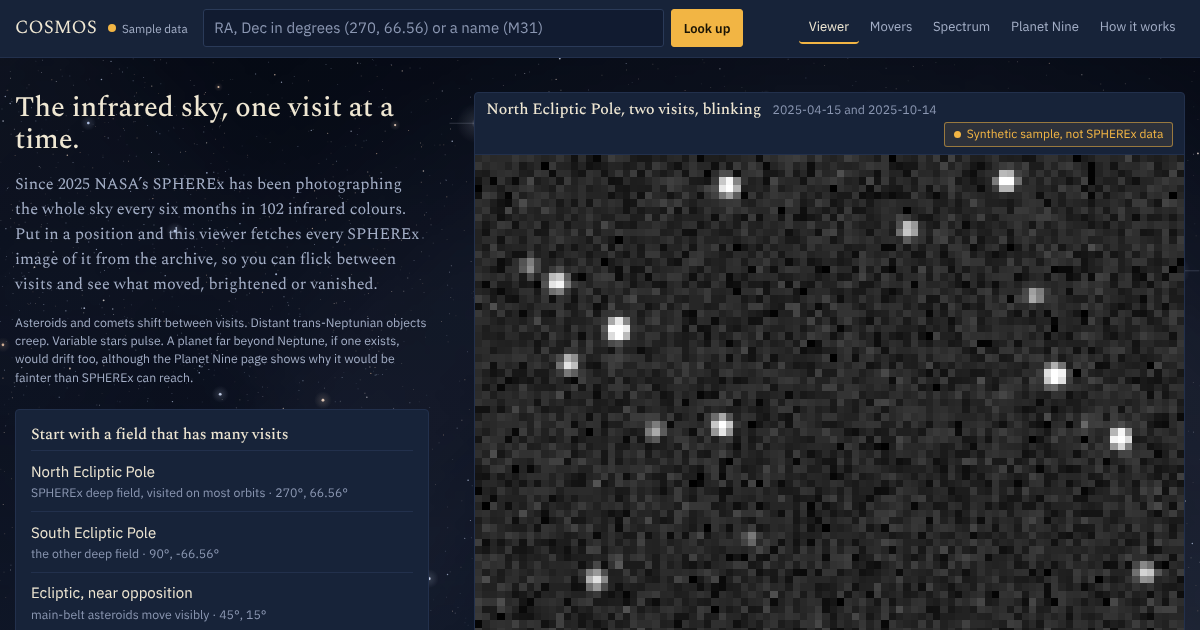 COSMOS
Sample data
RA, Dec in degrees (270, 66.56) or a name (M31)
Look up
Viewer
Movers
Spectrum
Planet Nine
How it works
The infrared sky, one visit at a
time.
Since 2025 NASA's SPHEREx has been photographing
the whole sky every six months in 102 infrared colours.
Put in a position and this viewer fetches every SPHEREx
image of it from the archive, so you can flick between
visits and see what moved, brightened or vanished.
Asteroids and comets shift between visits. Distant trans-Neptunian objects
creep. Variable stars pulse. A planet far beyond Neptune, if one exists,
would drift too, although the Planet Nine page shows why it would be
fainter than SPHEREx can reach.
Start with a field that has many visits
North Ecliptic Pole
SPHEREx deep field, visited on most orbits · 270°, 66.56°
South Ecliptic Pole
the other deep field · 90°, -66.56°
Ecliptic, near opposition
main-belt asteroids move visibly · 45°, 15°
North Ecliptic Pole, two visits, blinking
2025-04-15 and 2025-10-14
Synthetic sample, not SPHEREx data